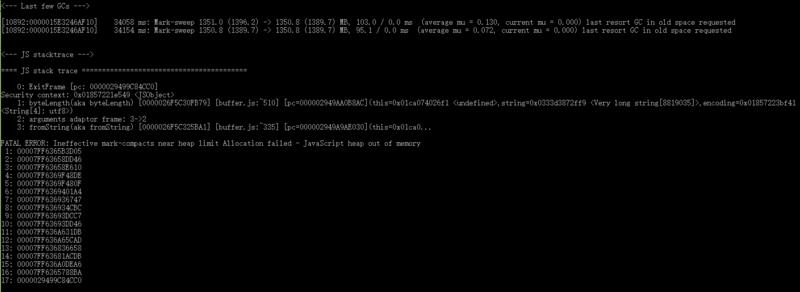 <--- Last few GCs --->
[10892:0000015E3246AF10]    34058 ms: Mark-sweep 1351.0 (1396.2) -> 1350.8 (1389.7) MB, 103.0 / 0.0 ms  (average mu = 0.130, current mu = 0.000) last resort GC in old space requested
[10892:0000015E3246AF10]    34154 ms: Mark-sweep 1350.8 (1389.7) -> 1350.8 (1389.7) MB, 95.1 / 0.0 ms  (average mu = 0.072, current mu = 0.000) last resort GC in old space requested
<--- JS stacktrace --->
==== JS stack trace =========================================
0: ExitFrame [pc: 0000029499C84CC0]
Security context: 0x01857221e549 <JSObject>
1: byteLength(aka byteLength) [0000026F5C30FB79] [buffer.js:~510] [pc=000002949AA0B8AC](this=0x01ca074026f1 <undefined>,string=0x0333d3872ff9 <Very long string[8819035]>,encoding=0x01857223bf41
<String[4]: utf8>)
2: arguments adaptor frame: 3->2
3: fromString(aka fromString) [0000026F5C325BA1] [buffer.js:~335] [pc=000002949A9AE030](this=0x01ca0...
FATAL ERROR: Ineffective mark-compacts near heap limit Allocation failed - JavaScript heap out of memory
1: 00007FF6365B3D05
2: 00007FF63658DD46
3: 00007FF63658E610
4: 00007FF6369F48DE
5: 00007FF6369F480F
6: 00007FF6369401A4
7: 00007FF636936747
8: 00007FF636934CBC
9: 00007FF63693DCC7
10: 00007FF63693DD46
11: 00007FF636A631DB
12: 00007FF636A65CAD
13: 00007FF636836658
14: 00007FF63681ACDB
15: 00007FF636A0DEA6
16: 00007FF6365788BA
17: 0000029499C84CC0